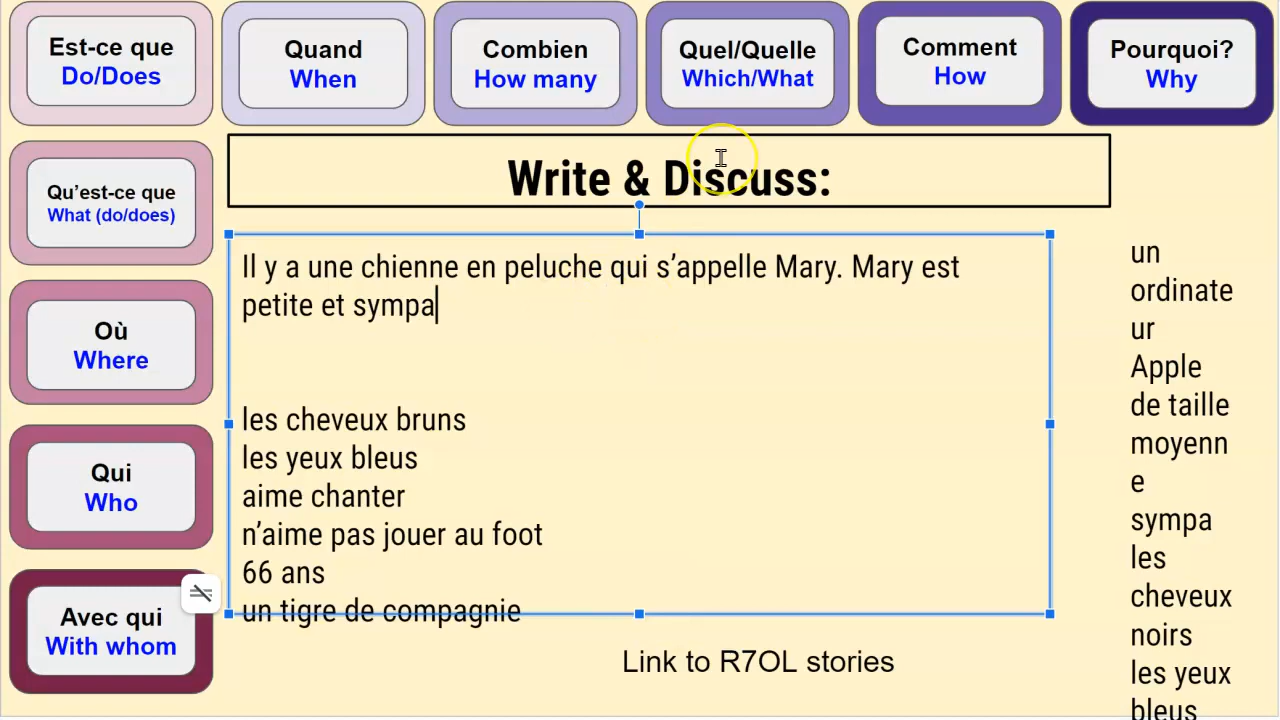 Est-ce que
Do/Does
Quand
When
Combien
How many
Quel/Quelle
Which/What
Comment
How
Pourquoi?
Why
Qu'est-ce que
What (do/does)
Où
Where
Qui
Who
Avec qui
With whom
Write & Discuss:
Il y a une chienne en peluche qui s’appelle Mary. Mary est
petite et sympa
les cheveux bruns
les yeux bleus
aime chanter
n’aime pas jouer au foot
66 ans
un tigre de compagnie
Link to R7OL stories
un
ordinate
ur
Apple
de taille
moyenn
e
sympa
les
cheveux
noirs
les yeux
bleus